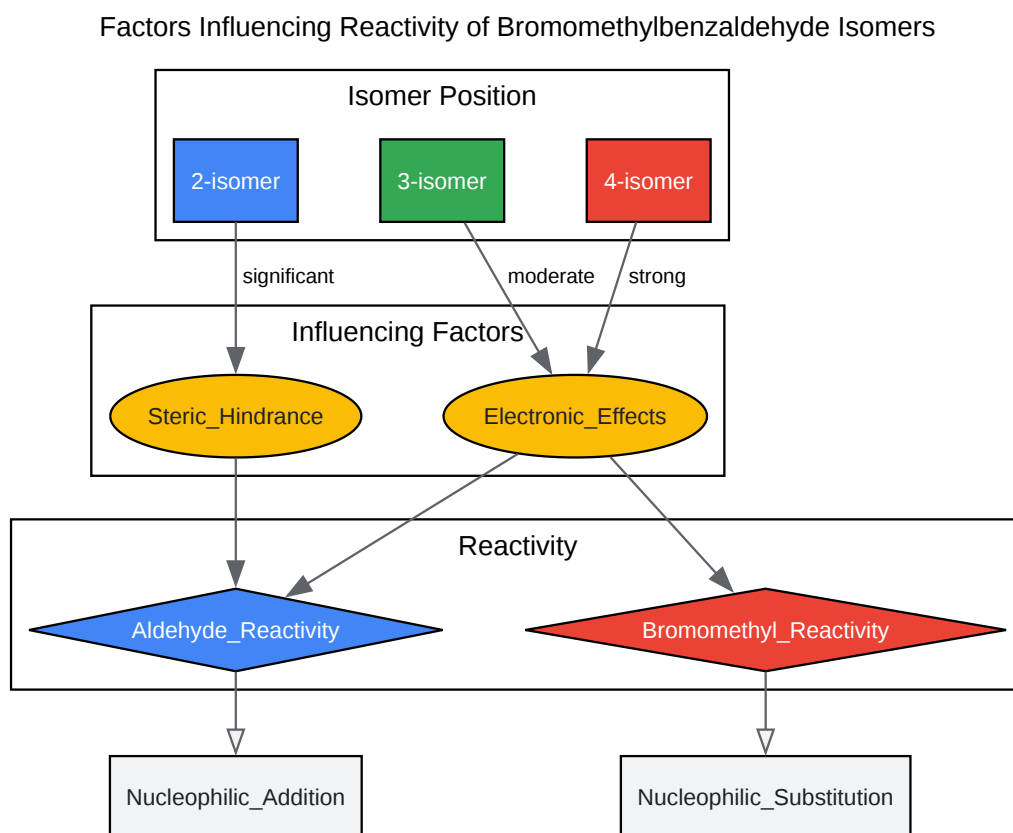 Factors Influencing Reactivity of Bromomethylbenzaldehyde Isomers
Isomer Position
2-isomer
3-isomer
4-isomer
significant
moderate
strong
Influencing Factors
Steric_Hindrance
Electronic_Effects
Reactivity
Aldehyde_Reactivity
Bromomethyl_Reactivity
Nucleophilic_Addition
Nucleophilic_Substitution